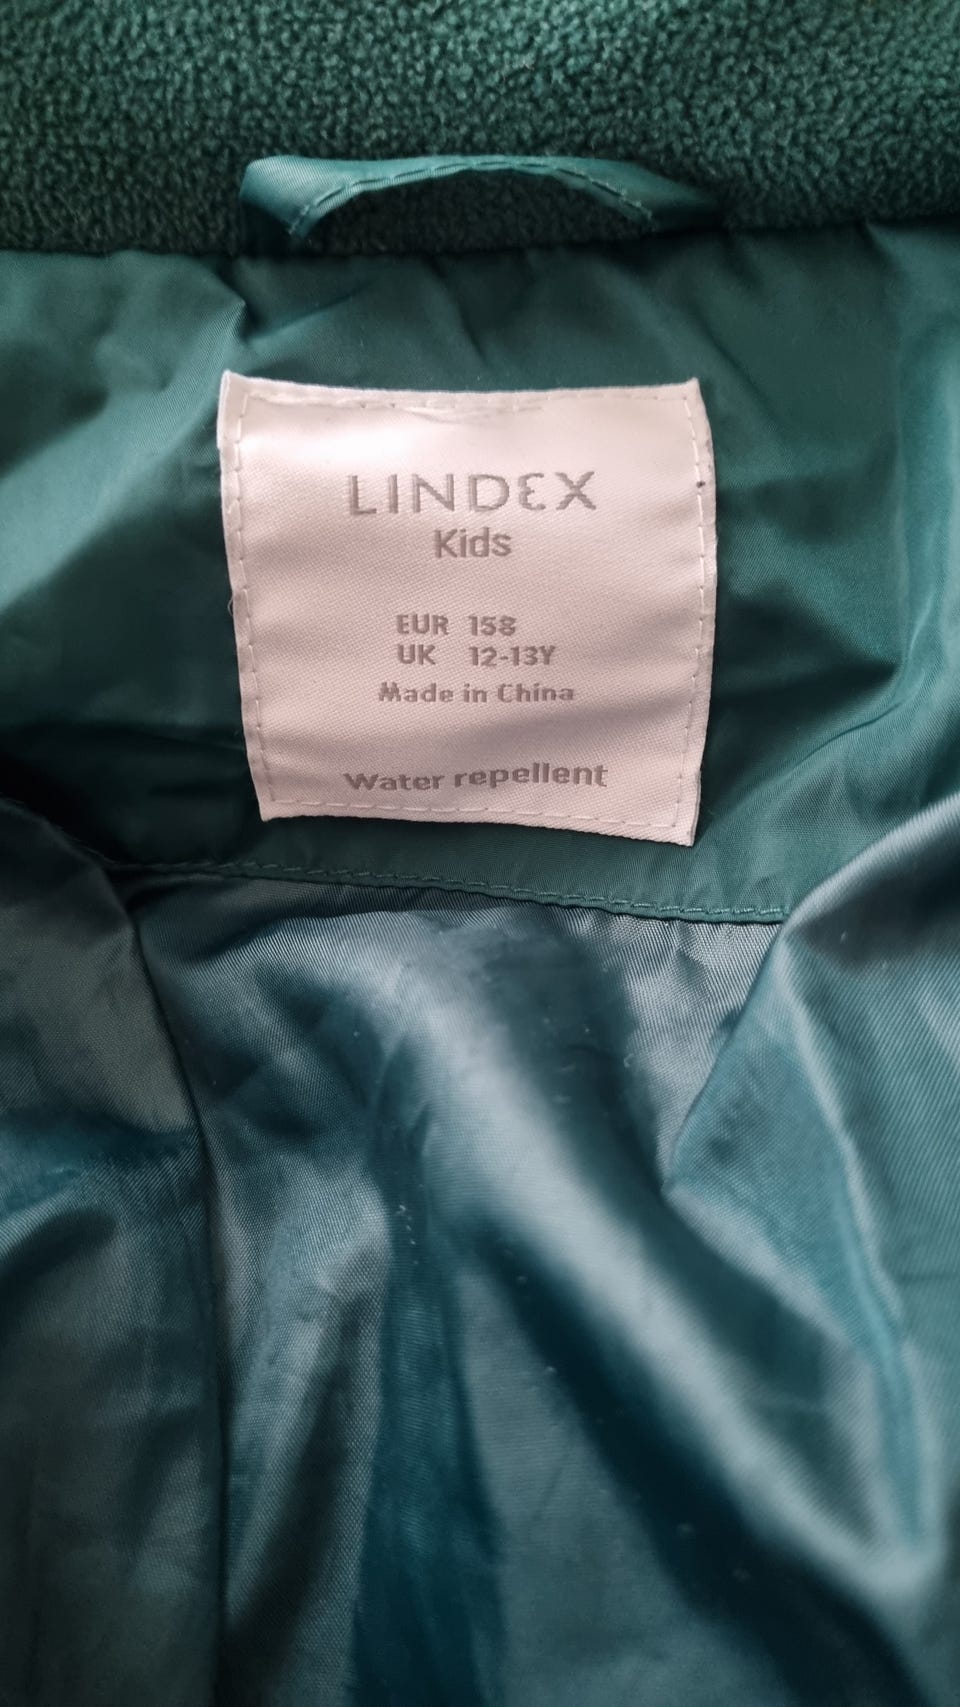 LINDEX
Kids
EUR 158
UK 12-13Y
Made in China
Water repellent